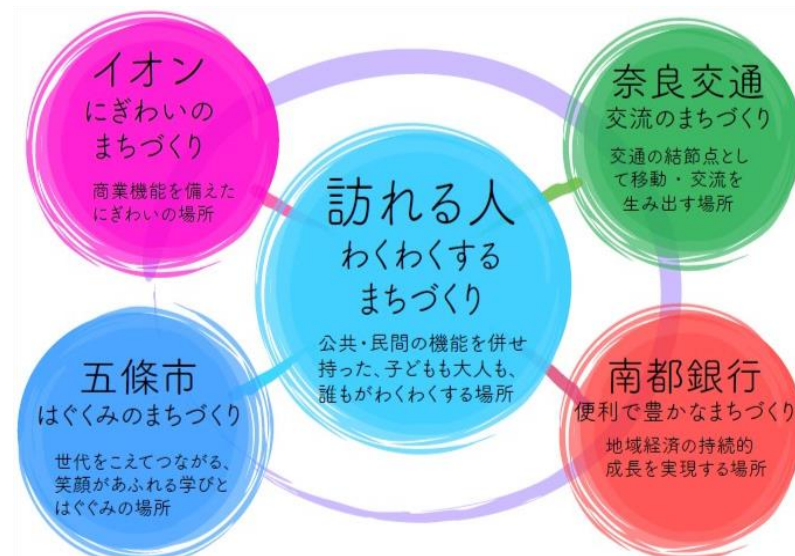 イオン
にぎわいの
まちづくり
商業機能を備えた
にぎわいの場所
奈良交通
交流のまちづくり
交通の結節点とし
て移動・交流を
生み出す場所
訪れる人
わくわくする
まちづくり
公共・民間の機能を併せ
持った、子どもも大人も、
誰もがわくわくする場所
五條市
はぐくみのまちづくり
世代をこえてつながる、
笑顔があふれる学びと
はぐぐみの場所
南都銀行
便利で豊かなまちづくり
地域経済の持続的
成長を実現する場所